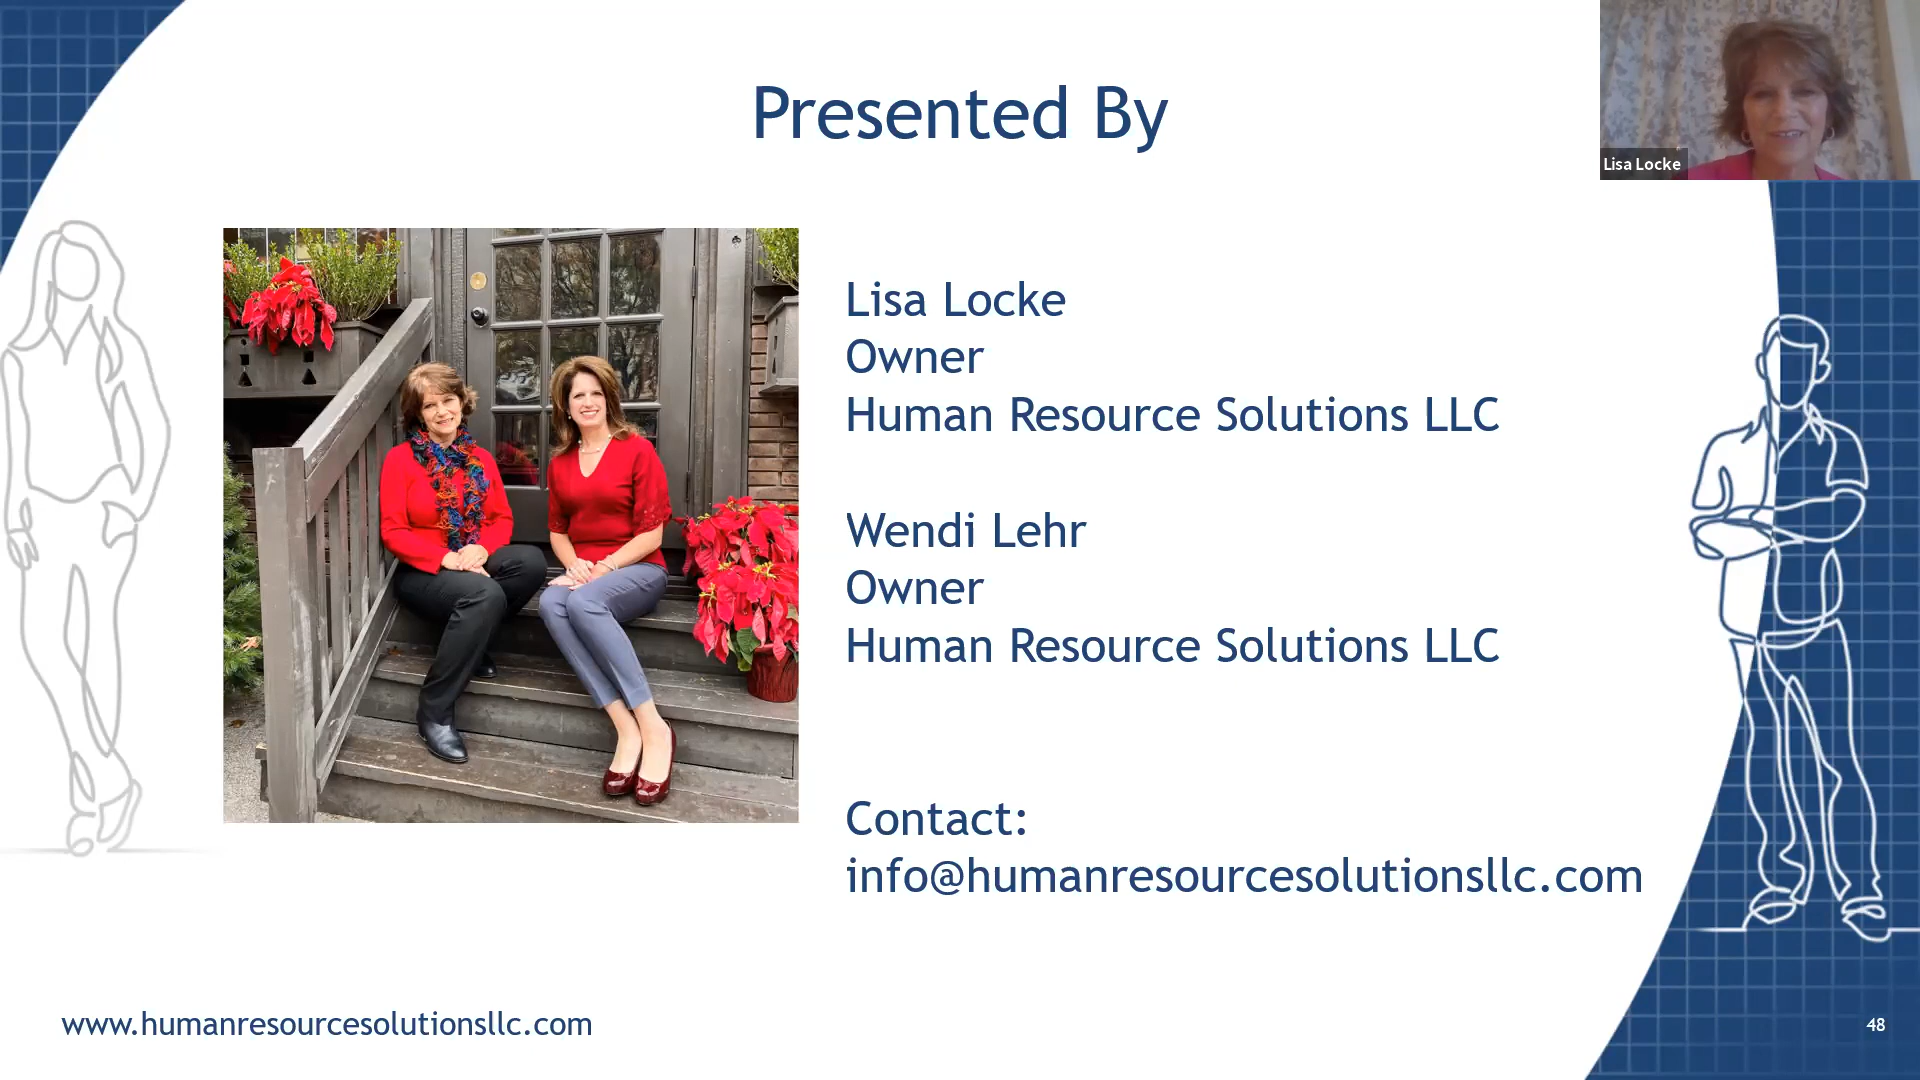 Presented By
Lisa Locke
Lisa Locke
Owner
Human Resource Solutions LLC
Wendi Lehr
Owner
Human Resource Solutions LLC
Contact:
info@humanresourcesolutionsllc.com
www.humanresourcesolutionsllc.com
48